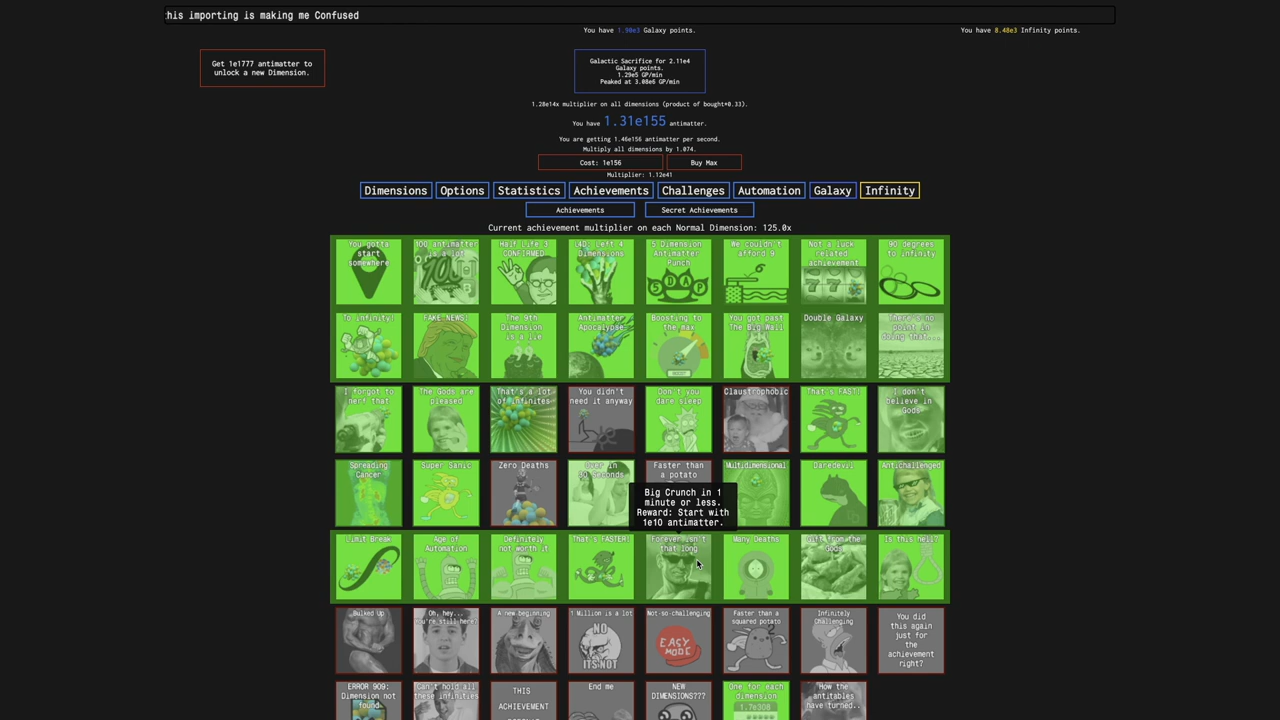 his importing is making me Confused
You have 1.98e3 Galaxy points.
You have 8.48e3 Infinity points.
Get 1e1777 antimatter to
unlock a new Dimension.
Galactic Sacrifice for 2.11e4
Galaxy points.
1.29e5 GP/min
Peaked at 3.08e6 GP/min
1.28e14x multiplier on all dimensions (product of bought*0.33).
You have 1.31e155 antimatter.
You are getting 1.46e156 antimatter per second.
Multiply all dimensions by 1.074.
Cost: 1e156
Buy Max
Multiplier: 1.12e41
Dimensions
Options
Statistics
Achievements
Challenges
Automation
Galaxy
Infinity
Achievements
Secret Achievements
Current achievement multiplier on each Normal Dimension: 125.0x
You gotta
start
somewhere
100 antimatter
is a lot
Half Life 3
CONFIRMED
L4D: Left 4
Dimensions
5 Dimension
Antimatter
Punch
We couldn't
afford 9
Not a luck
related
achievement
90 degrees
to infinity
To infinity!
FAKE NEWS!
The 9th
Dimension
is a lie
Antimatter
Apocalypse
Boosting to
the max
You got past
The Big Wall
Double Galaxy
There's no
point in
doing that...
I forgot to
nerf that
The Gods are
pleased
That's a lot
of infinites
You didn't
need it anyway
Don't you
dare sleep
Claustrophobic
That's FAST!
I don't
believe in
Gods
Spreading
Cancer
Super Sanic
Zero Deaths
Over in
30 Seconds
Faster than
a potato
Multidimensional
Daredevil
Antichallenged
Big Crunch in 1
minute or less.
Reward: Start with
1e10 antimatter.
Limit Break
Age of
Automation
Definitely
not worth it
That's FASTER!
Forever isn't
that long
Many Deaths
Gift from the
Gods
Is this hell?
Bulked Up
Oh, hey...
You're still here?
A new beginning
1 Million is a lot
NO
ITS NOT
Not-so-challenging
EASY
MODE
Faster than a
squared potato
Infinitely
Challenging
You did
this again
just for
the
achievement
right?
ERROR 909:
Dimension not
found
Can't hold all
these infinities
THIS
ACHIEVEMENT
End me
NEW
DIMENSIONS???
One for each
dimension
1.7e308
How the
antitables
have turned..